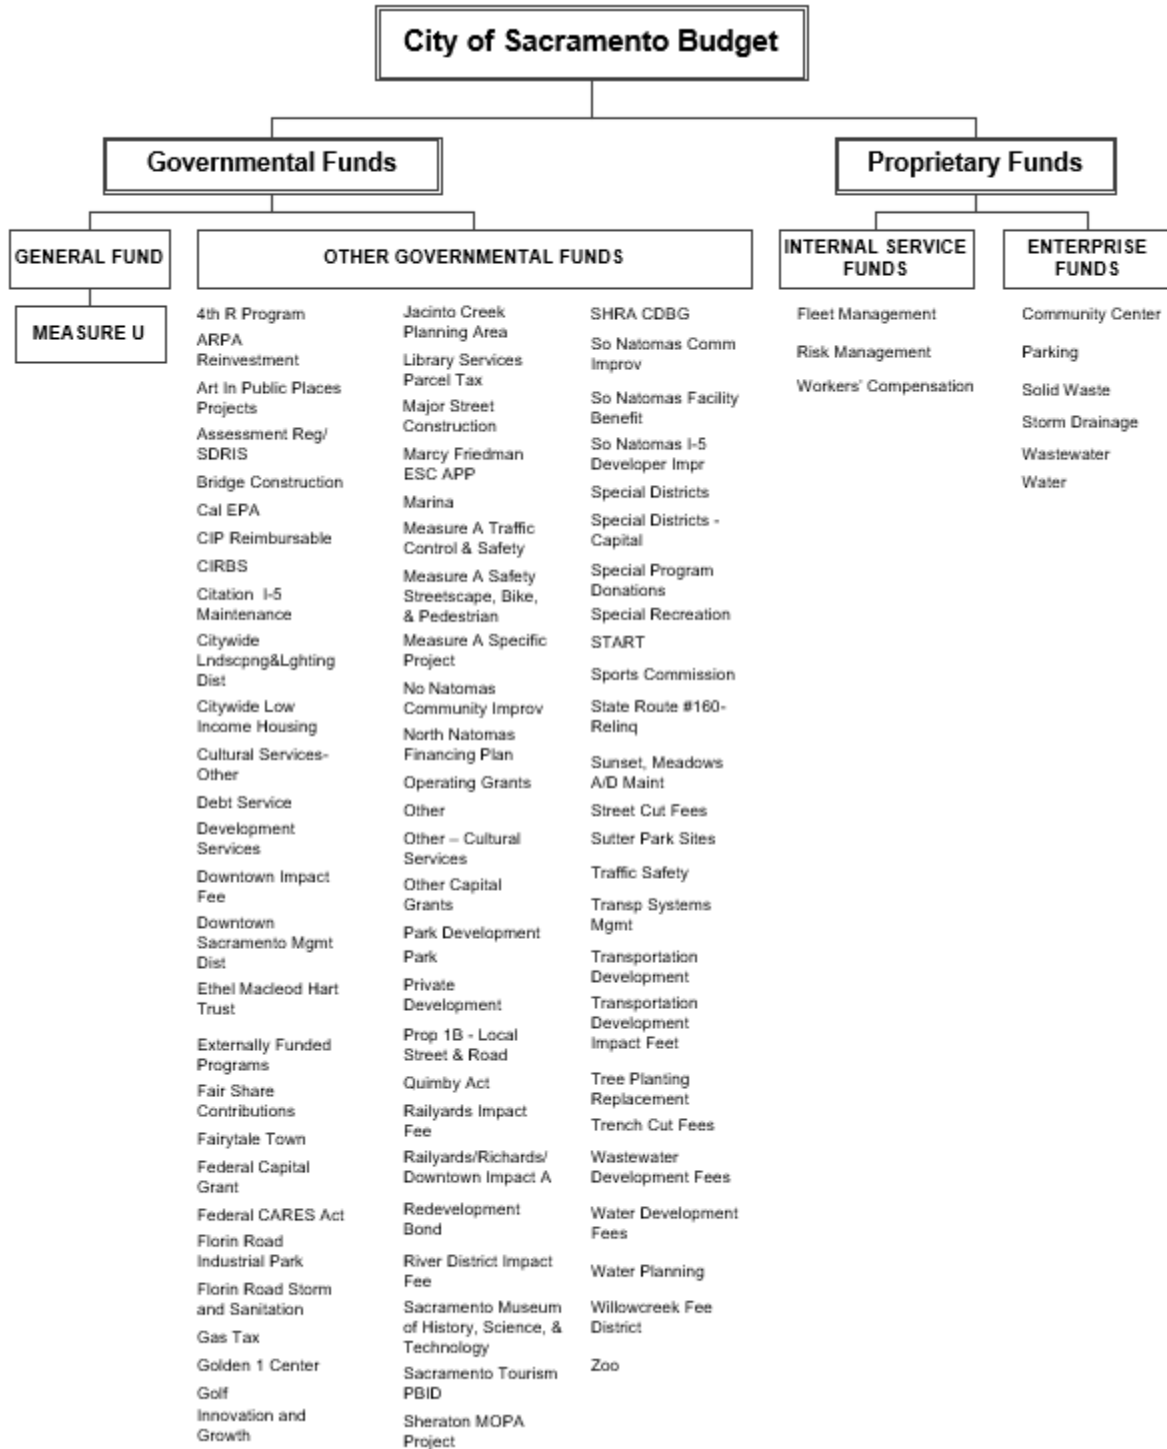 City of Sacramento Budget
Governmental Funds
Proprietary Funds
GENERAL FUND
MEASURE U
OTHER GOVERNMENTAL FUNDS
4th R Program
ARPA
Reinvestment
Art In Public Places
Projects
Assessment Reg/
SDRIS
Bridge Construction
Cal EPA
CIP Reimbursable
CIRBS
Citation I-5
Maintenance
Citywide
Lndscpng&Lghting
Dist
Citywide Low
Income Housing
Cultural Services-
Other
Debt Service
Development
Services
Downtown Impact
Fee
Downtown
Sacramento Mgmt
Dist
Ethel Macleod Hart
Trust
Externally Funded
Programs
Fair Share
Contributions
Fairytale Town
Federal Capital
Grant
Federal CARES Act
Florin Road
Industrial Park
Florin Road Storm
and Sanitation
Gas Tax
Golden 1 Center
Golf
Innovation and
Growth
Jacinto Creek
Planning Area
Library Services
Parcel Tax
Major Street
Construction
Marcy Friedman
ESC APP
Marina
Measure A Traffic
Control & Safety
Measure A Safety
Streetscape, Bike,
& Pedestrian
Measure A Specific
Project
No Natomas
Community Improv
North Natomas
Financing Plan
Operating Grants
Other
Other – Cultural
Services
Other Capital
Grants
Park Development
Park
Private
Development
Prop 1B - Local
Street & Road
Quimby Act
Railyards Impact
Fee
Railyards/Richards/
Downtown Impact A
Redevelopment
Bond
River District Impact
Fee
Sacramento Museum
of History, Science, &
Technology
Sacramento Tourism
PBID
Sheraton MOPA
Project
SHRA CDBG
So Natomas Comm
Improv
So Natomas Facility
Benefit
So Natomas I-5
Developer Impr
Special Districts
Special Districts -
Capital
Special Program
Donations
Special Recreation
START
Sports Commission
State Route #160-
Relinq
Sunset, Meadows
A/D Maint
Street Cut Fees
Sutter Park Sites
Traffic Safety
Transp Systems
Mgmt
Transportation
Development
Transportation
Development
Impact Feet
Tree Planting
Replacement
Trench Cut Fees
Wastewater
Development Fees
Water Development
Fees
Water Planning
Willowcreek Fee
District
Zoo
INTERNAL SERVICE
FUNDS
Fleet Management
Risk Management
Workers' Compensation
ENTERPRISE
FUNDS
Community Center
Parking
Solid Waste
Storm Drainage
Wastewater
Water